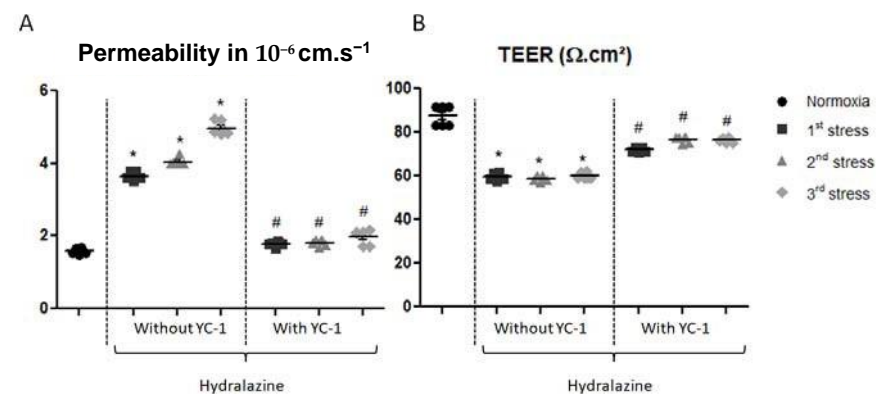 A
Permeability in 10⁻⁶ cm.s⁻¹
6
4
2
0
*
*
*
#
#
#
Without YC-1
With YC-1
Hydralazine
B
TEER (Ω.cm²)
100
80
60
40
20
0
*
*
*
#
#
#
Without YC-1
With YC-1
Hydralazine
Normoxia
1st stress
2nd stress
3rd stress